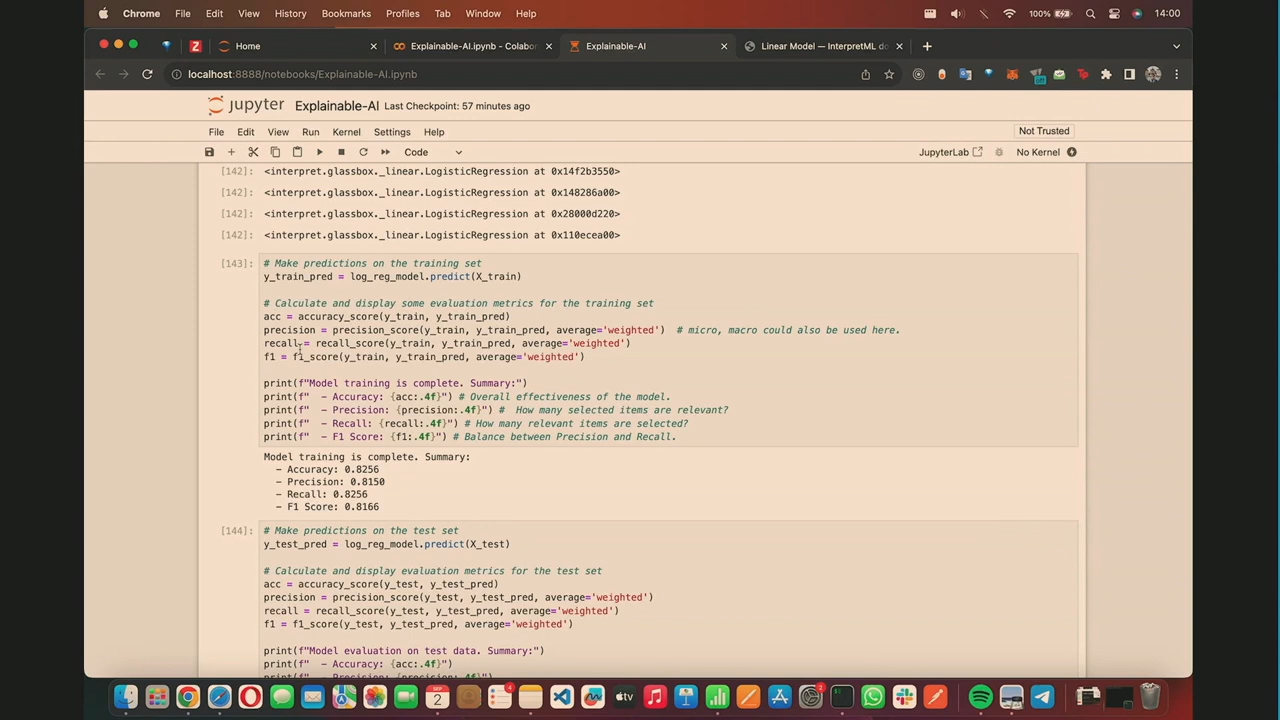 Chrome File Edit View History Bookmarks Profiles Tab Window Help 100% 14:00
Z Home Explainable-AI.ipynb - Colabor Explainable-AI Linear Model — InterpretML do
localhost:8888/notebooks/Explainable-AI.ipynb
jupyter Explainable-AI Last Checkpoint: 57 minutes ago
File Edit View Run Kernel Settings Help Not Trusted
Code JupyterLab No Kernel
[142]: <interpret.glassbox._linear.LogisticRegression at 0x14f2b3550>
[142]: <interpret.glassbox._linear.LogisticRegression at 0x148286a00>
[142]: <interpret.glassbox._linear.LogisticRegression at 0x28000d220>
[142]: <interpret.glassbox._linear.LogisticRegression at 0x110ecea00>
[143]: # Make predictions on the training set
y_train_pred = log_reg_model.predict(X_train)
# Calculate and display some evaluation metrics for the training set
acc = accuracy_score(y_train, y_train_pred)
precision = precision_score(y_train, y_train_pred, average='weighted') # micro, macro could also be used here.
recall = recall_score(y_train, y_train_pred, average='weighted')
f1 = f1_score(y_train, y_train_pred, average='weighted')
print(f"Model training is complete. Summary:")
print(f" - Accuracy: {acc:.4f}") # Overall effectiveness of the model.
print(f" - Precision: {precision:.4f}") # How many selected items are relevant?
print(f" - Recall: {recall:.4f}") # How many relevant items are selected?
print(f" - F1 Score: {f1:.4f}") # Balance between Precision and Recall.
Model training is complete. Summary:
- Accuracy: 0.8256
- Precision: 0.8150
- Recall: 0.8256
- F1 Score: 0.8166
[144]: # Make predictions on the test set
y_test_pred = log_reg_model.predict(X_test)
# Calculate and display evaluation metrics for the test set
acc = accuracy_score(y_test, y_test_pred)
precision = precision_score(y_test, y_test_pred, average='weighted')
recall = recall_score(y_test, y_test_pred, average='weighted')
f1 = f1_score(y_test, y_test_pred, average='weighted')
print(f"Model evaluation on test data. Summary:")
print(f" - Accuracy: {acc:.4f}")